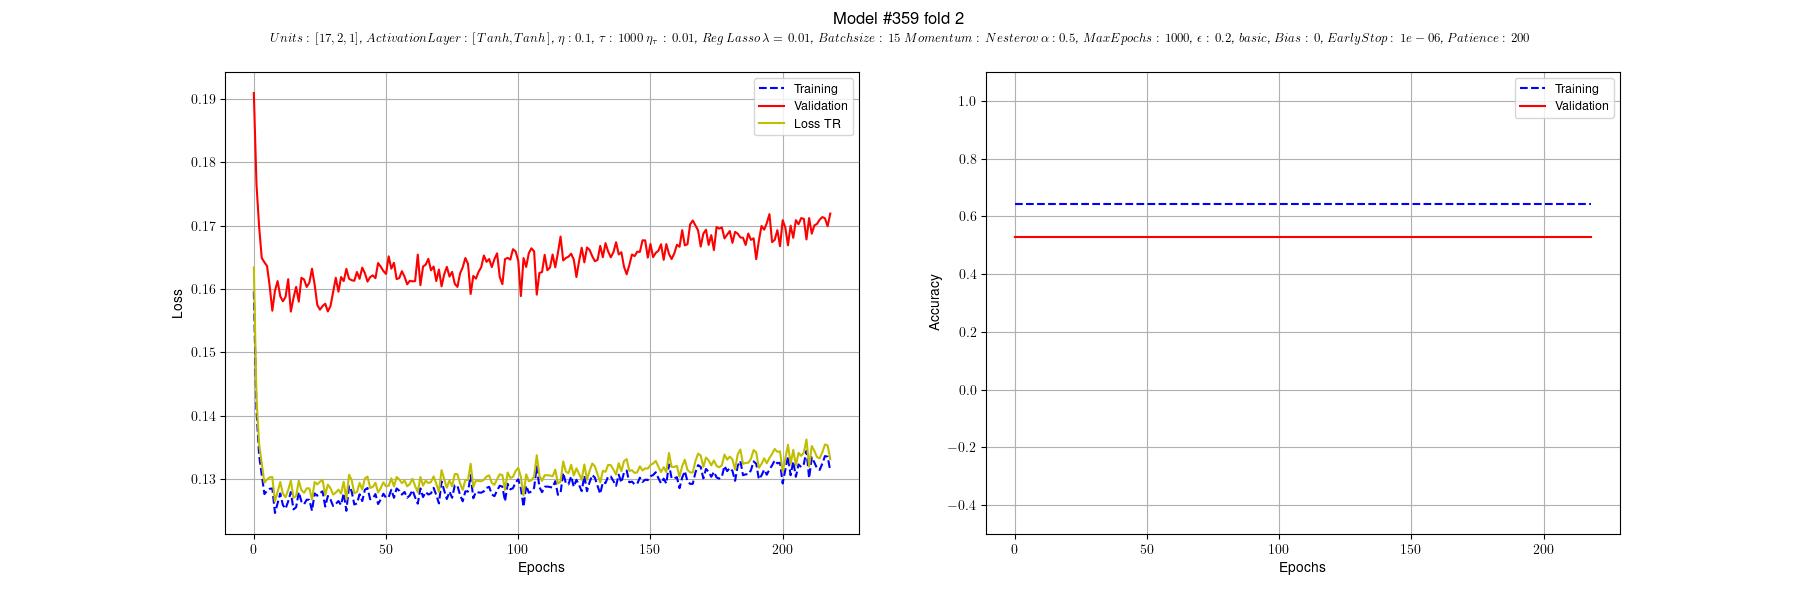 Model #359 fold 2
Units : [17, 2, 1], ActivationLayer : [Tanh, Tanh], η : 0.1, τ : 1000 ητ : 0.01, Reg Lasso λ = 0.01, Batchsize : 15 Momentum : Nesterov α : 0.5, MaxEpochs : 1000, ϵ : 0.2, basic, Bias : 0, EarlyStop : 1e − 06, Patience : 200
Training
Validation
Loss TR
0.19
0.18
0.17
0.16
0.15
0.14
0.13
Loss
0
50
100
150
200
Epochs
Training
Validation
1.0
0.8
0.6
0.4
0.2
0.0
−0.2
−0.4
Accuracy
0
50
100
150
200
Epochs